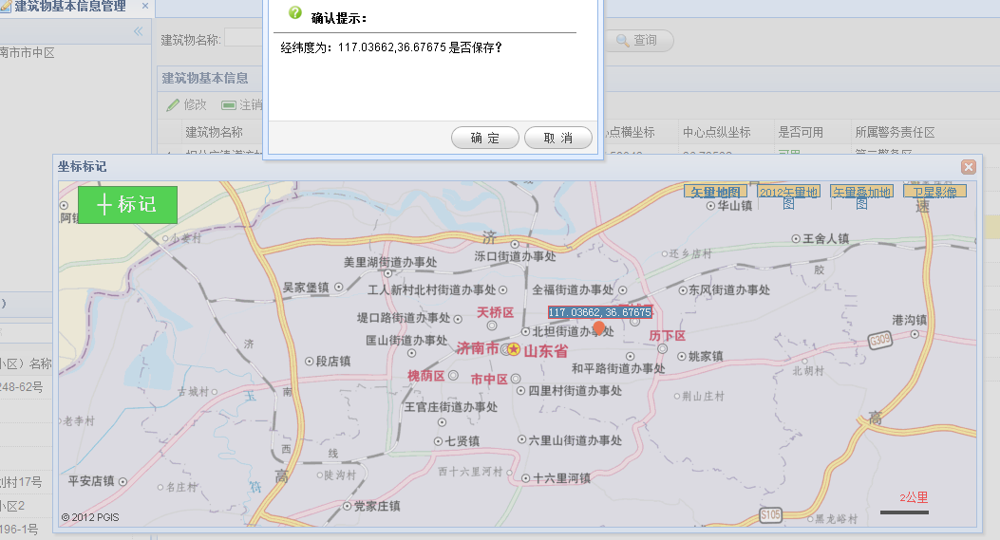 建筑物基本信息管理
确认提示：
经纬度为：117.03662,36.67675 是否保存？
确 定
取 消
南市市中区
建筑物名称:
查询
建筑物基本信息
修改
注销
建筑物名称
点横坐标
中心点纵坐标
是否可用
所属警务责任区
坐标标记
标记
矢量地图
2012矢量地图
矢量叠加地图
卫星影像
小娄村
华山镇
速
济
泺口街道办事处
王舍人镇
还乡店村
美里湖街道办事处
胶
吴家堡镇
工人新村北村街道办事处
全福街道办事处
东风街道办事处
天桥区
117.03662,36.67675
堤口路街道办事处
北坦街道办事处
港沟镇
历下区
G309
匡山街道办事处
济南市
山东省
济
段店镇
和平路街道办事处
姚家镇
槐荫区
市中区
北胡村
古城村
玉
南
四里村街道办事处
荆山庄村
王官庄街道办事处
老李村
高
七贤镇
六里山街道办事处
西
线
西十六里河村
高
陡沟村
平安店镇
名庄村
符
十六里河镇
党家庄镇
2公里
S105
黑龙峪村
© 2012 PGIS
小区）名称
248-62号
划村17号
小区2
196-1号